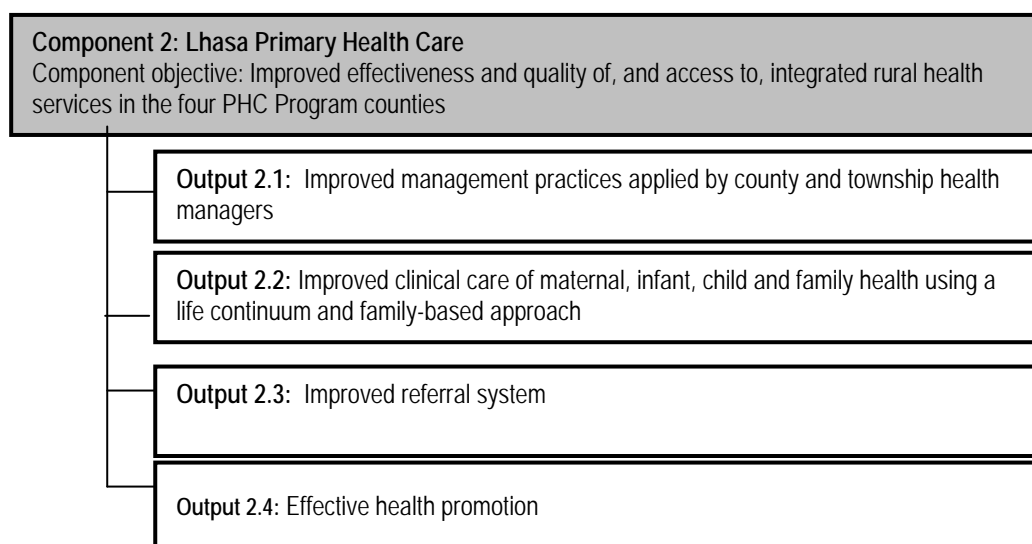 Component 2: Lhasa Primary Health Care
Component objective: Improved effectiveness and quality of, and access to, integrated rural health
services in the four PHC Program counties
Output 2.1: Improved management practices applied by county and township health
managers
Output 2.2: Improved clinical care of maternal, infant, child and family health using a
life continuum and family-based approach
Output 2.3: Improved referral system
Output 2.4: Effective health promotion